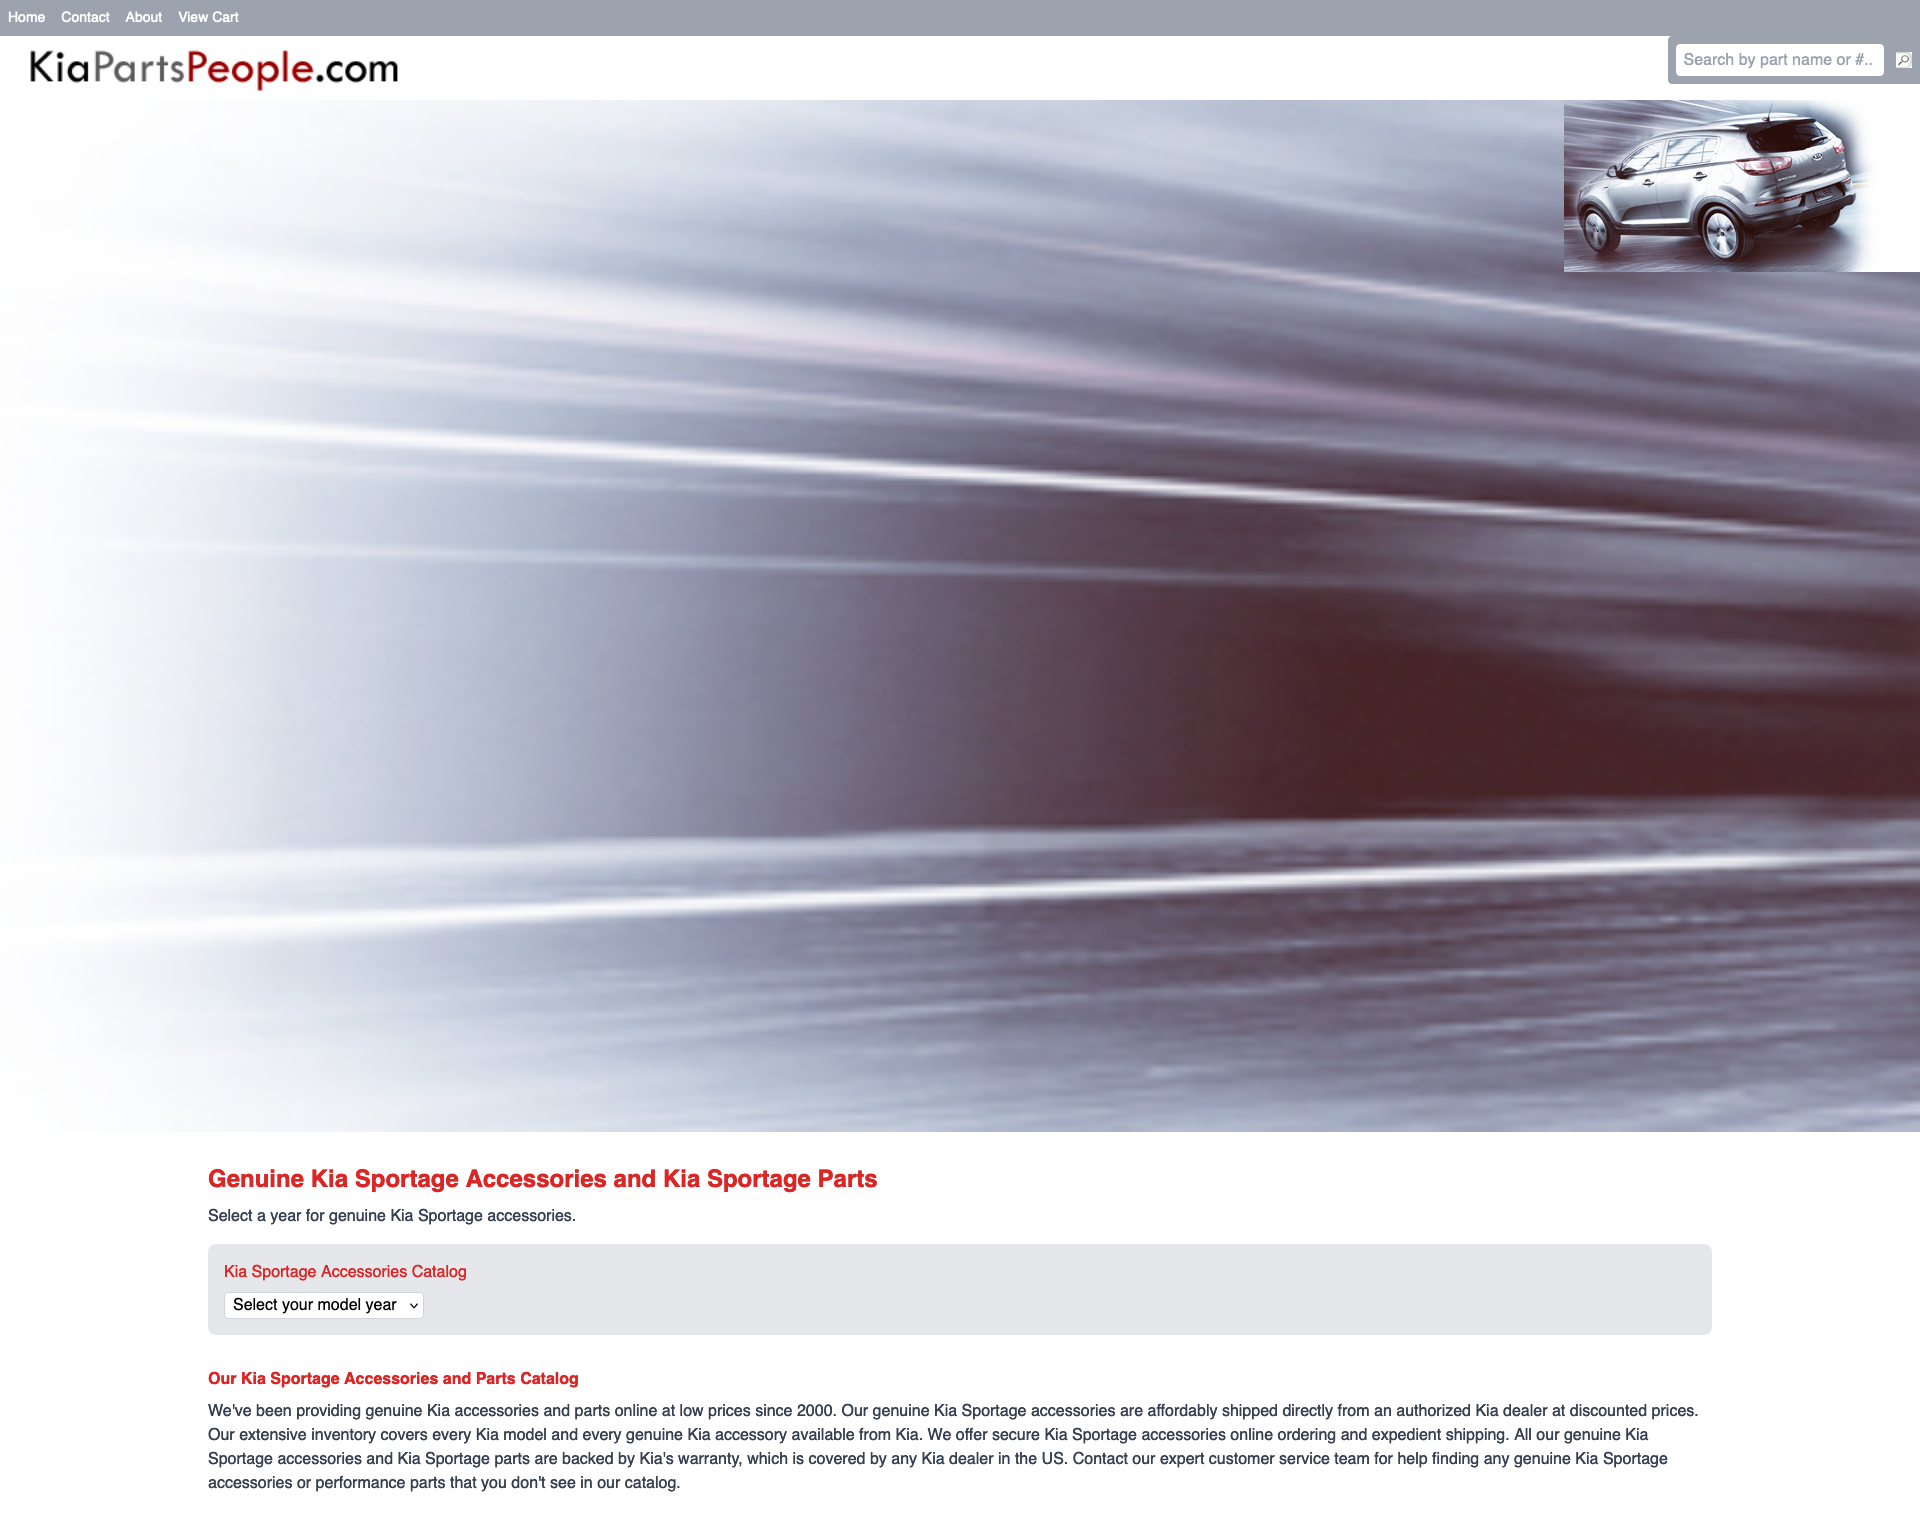 Home Contact About View Cart
KiaPartsPeople.com
Search by part name or #..
Genuine Kia Sportage Accessories and Kia Sportage Parts
Select a year for genuine Kia Sportage accessories.
Kia Sportage Accessories Catalog
Select your model year
Our Kia Sportage Accessories and Parts Catalog
We've been providing genuine Kia accessories and parts online at low prices since 2000. Our genuine Kia Sportage accessories are affordably shipped directly from an authorized Kia dealer at discounted prices.
Our extensive inventory covers every Kia model and every genuine Kia accessory available from Kia. We offer secure Kia Sportage accessories online ordering and expedient shipping. All our genuine Kia
Sportage accessories and Kia Sportage parts are backed by Kia's warranty, which is covered by any Kia dealer in the US. Contact our expert customer service team for help finding any genuine Kia Sportage
accessories or performance parts that you don't see in our catalog.